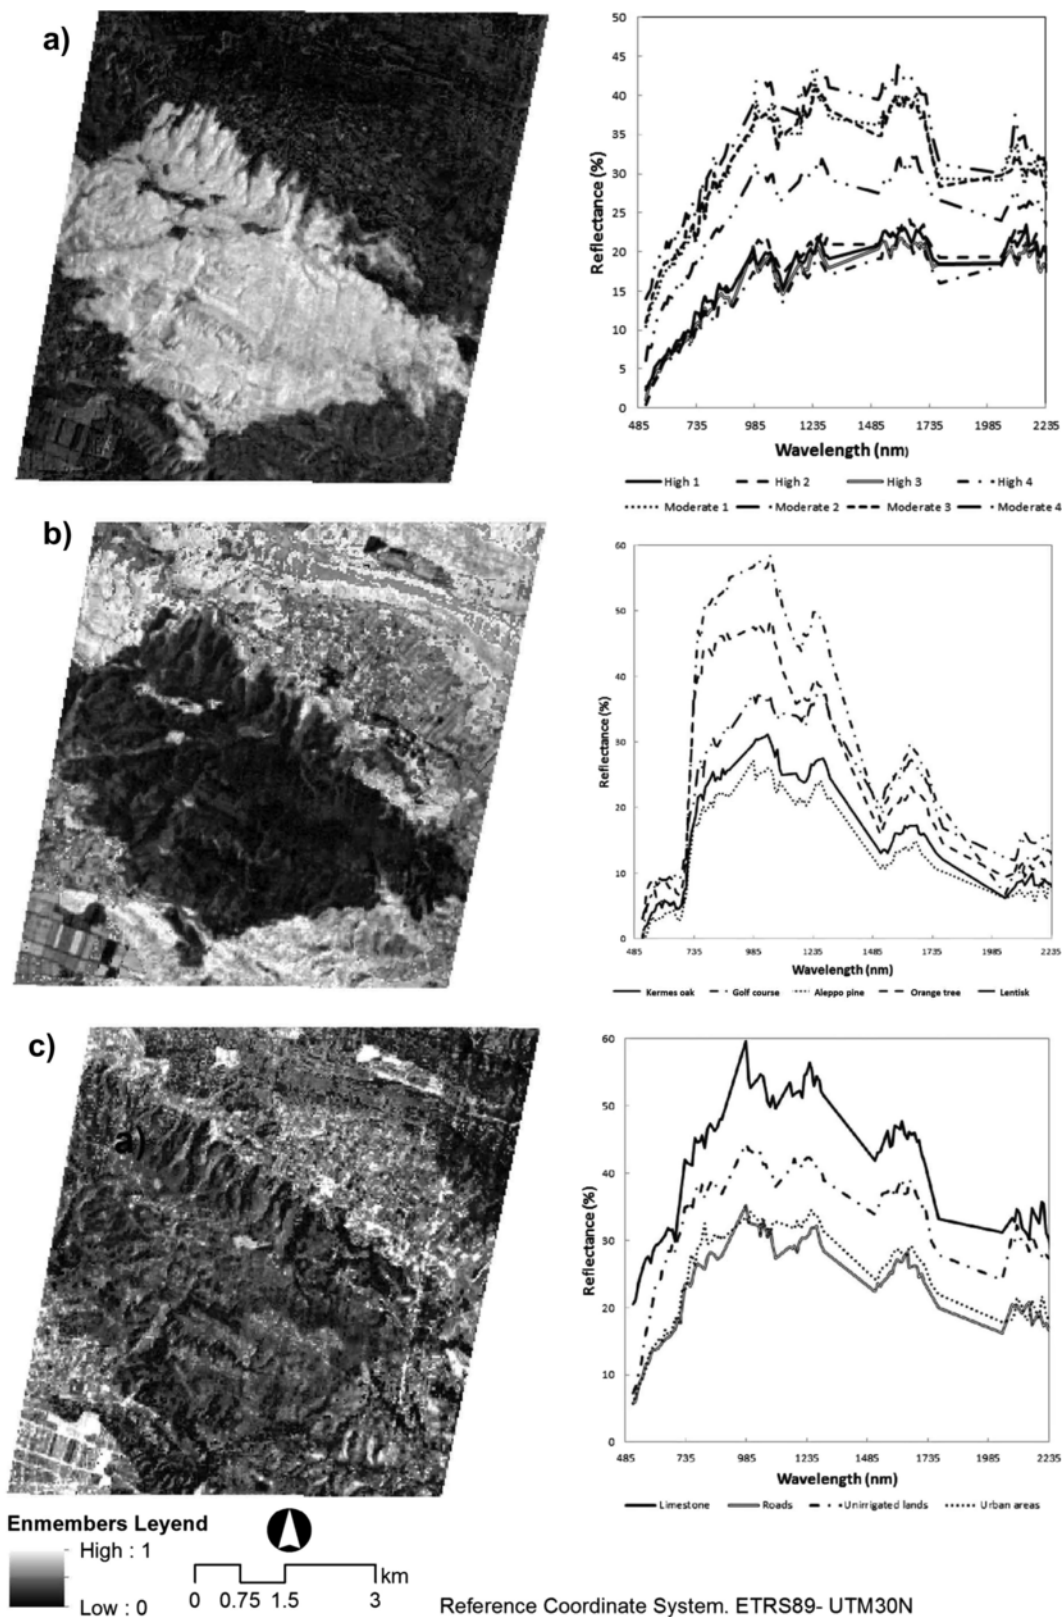 a)
50
45
40
35
30
25
20
15
10
5
0
Reflectance (%)
485 735 985 1235 1485 1735 1985 2235
Wavelength (nm)
High 1 High 2 High 3 High 4
Moderate 1 Moderate 2 Moderate 3 Moderate 4
b)
60
50
40
30
20
10
0
Reflectance (%)
485 735 985 1235 1485 1735 1985 2235
Wavelength (nm)
Kermes oak Golf course Aleppo pine Orange tree Lentisk
c)
a)
60
50
40
30
20
10
0
Reflectance (%)
485 735 985 1235 1485 1735 1985 2235
Wavelength (nm)
Limestone Roads Unirrigated lands Urban areas
Enmembers Leyend
High : 1
Low : 0
km
0 0.75 1.5 3
Reference Coordinate System. ETRS89- UTM30N